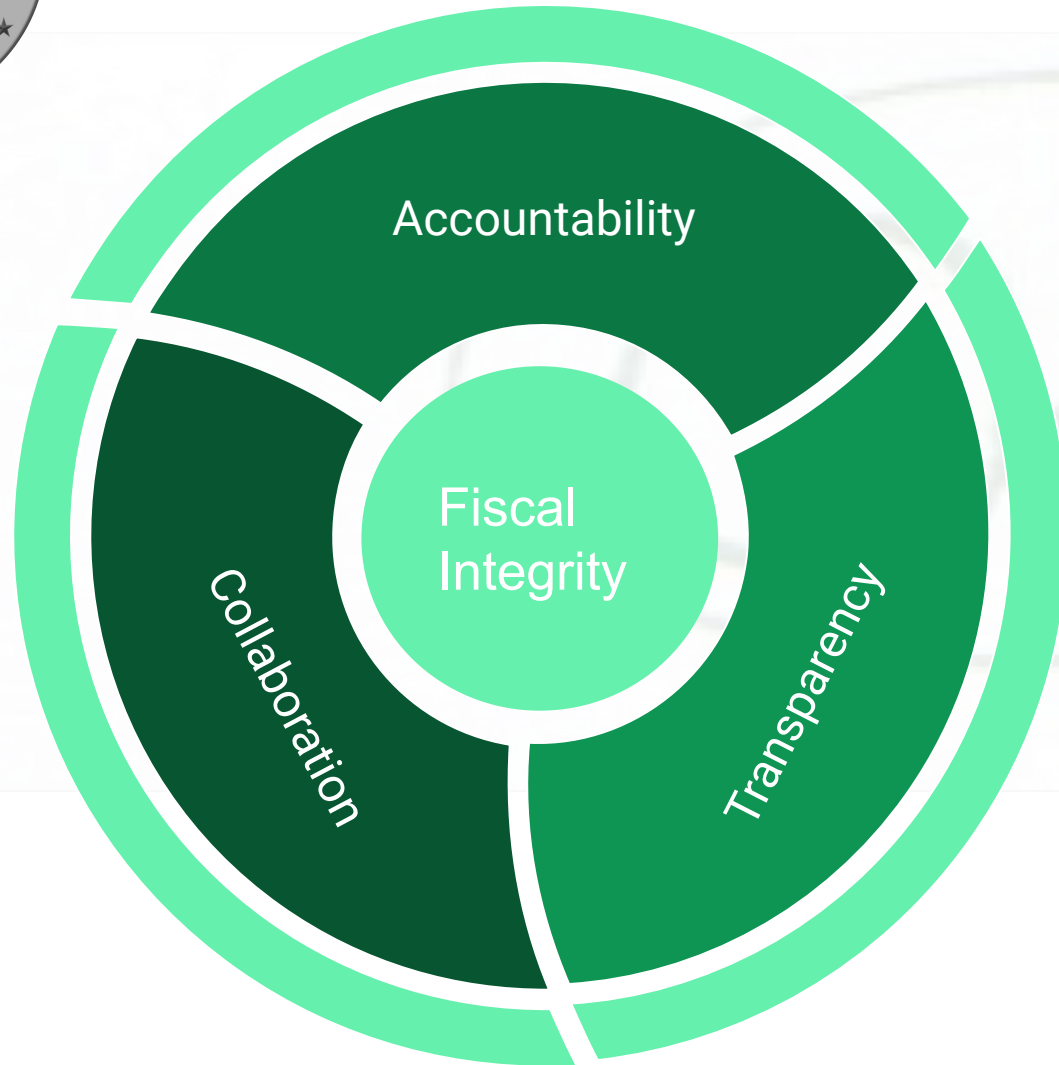 Accountability
Fiscal
Integrity
Collaboration
Transparency